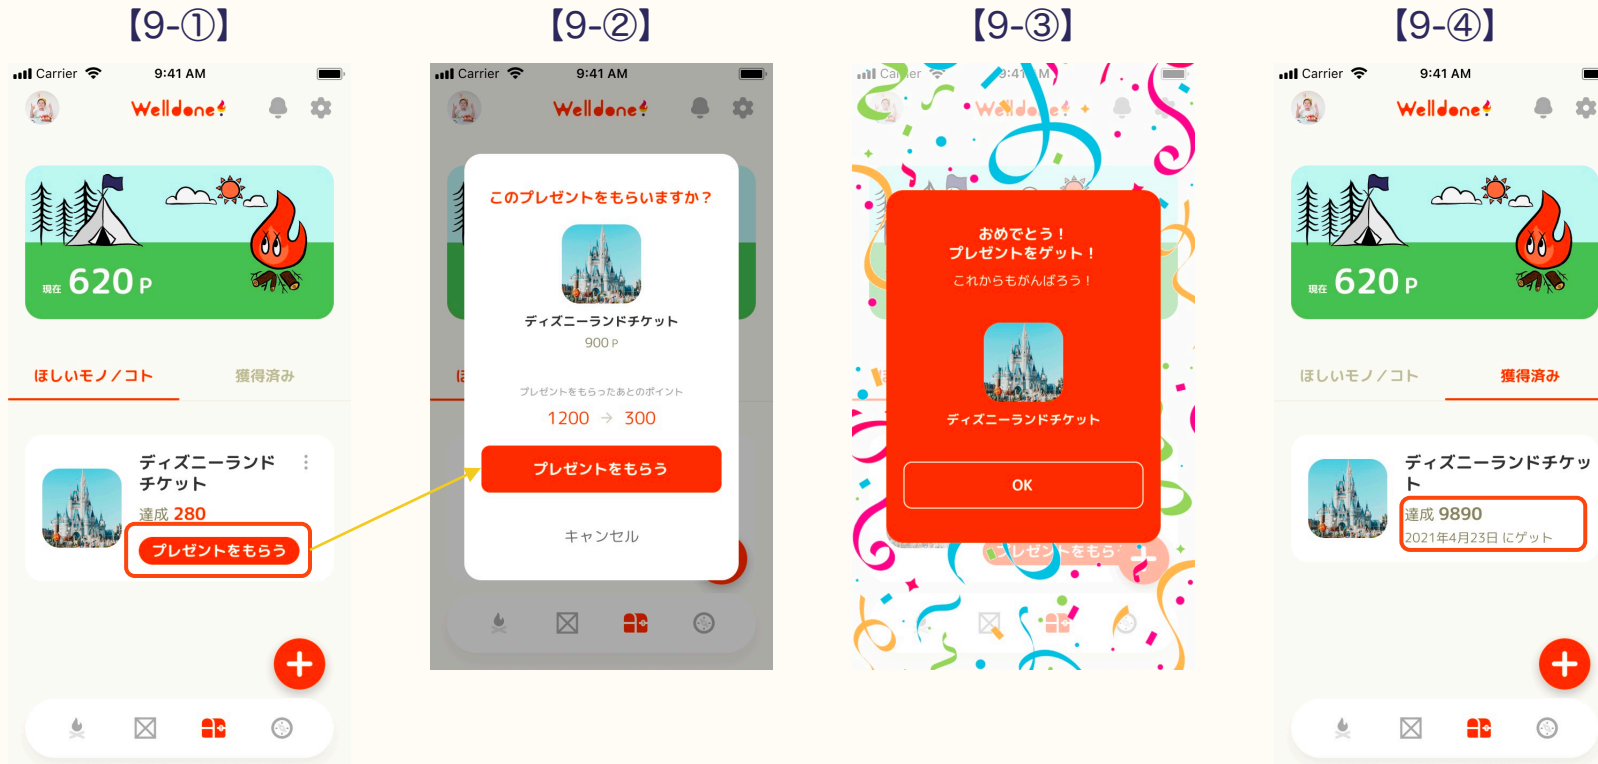 【9-①】
Carrier
9:41 AM
Welldone!
現在 620 P
ほしいモノ／コト
獲得済み
ディズニーランド
チケット
達成 280
プレゼントをもらう
【9-②】
Carrier
9:41 AM
Welldone!
このプレゼントをもらいますか？
ディズニーランドチケット
900 P
プレゼントをもらったあとのポイント
1200 → 300
プレゼントをもらう
キャンセル
【9-③】
9:41
おめでとう！
プレゼントをゲット！
これからもがんばろう！
ディズニーランドチケット
OK
プレゼントをもら
【9-④】
Carrier
9:41 AM
Welldone!
現在 620 P
ほしいモノ／コト
獲得済み
ディズニーランドチケッ
ト
達成 9890
2021年4月23日 にゲット